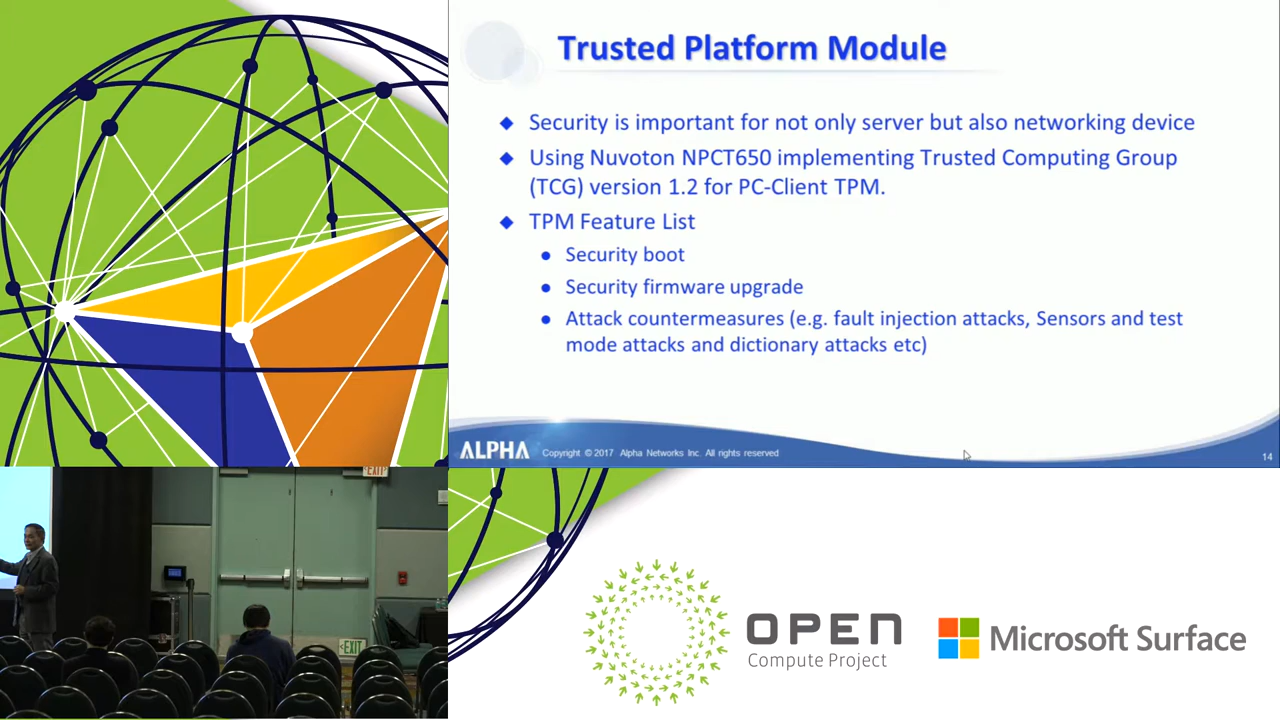 Trusted Platform Module
Security is important for not only server but also networking device
Using Nuvoton NPCT650 implementing Trusted Computing Group
(TCG) version 1.2 for PC-Client TPM.
TPM Feature List
Security boot
Security firmware upgrade
Attack countermeasures (e.g. fault injection attacks, Sensors and test
mode attacks and dictionary attacks etc)
ALPHA Copyright © 2017 Alpha Networks Inc. All rights reserved 14
EXIT
EXIT
OPEN
Compute Project
Microsoft Surface